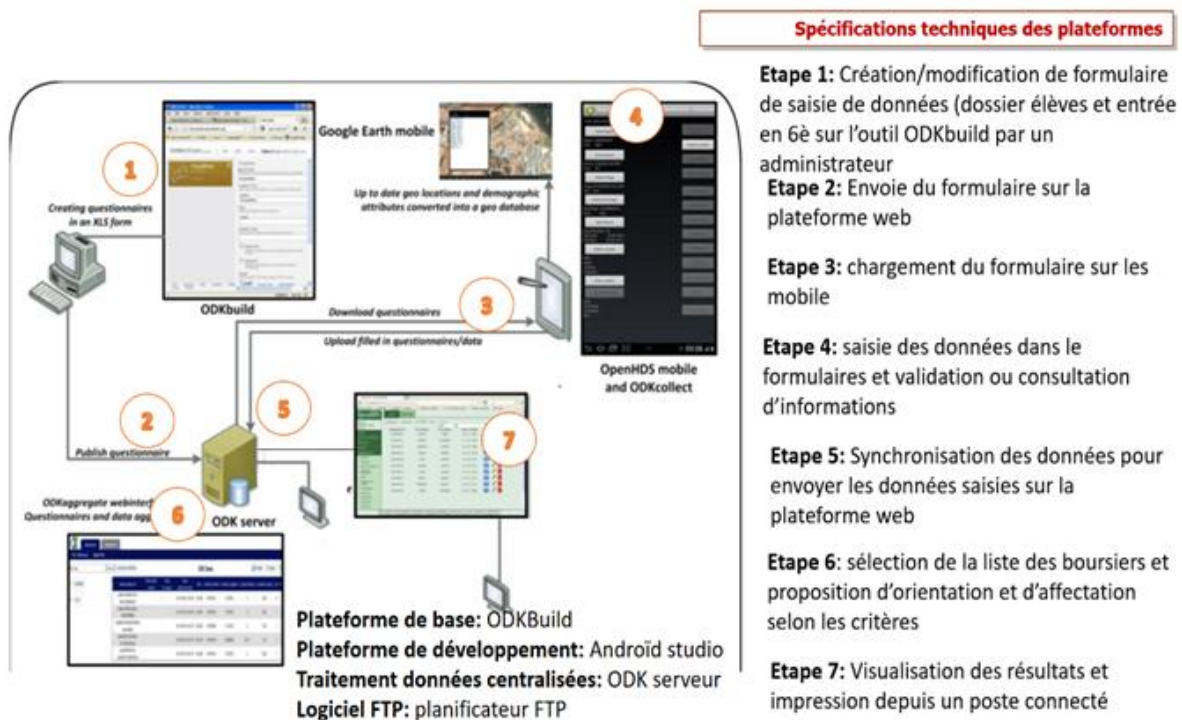 Spécifications techniques des plateformes
1
Creating questionnaires
in an XLS form
ODKbuild
Google Earth mobile
Up to date geo locations and demographic
attributes converted into a geo database
4
OpenHDS mobile
and ODKcollect
3
Download questionnaires
Upload filled in questionnaires/data
2
Publish questionnaire
5
7
ODKaggregate webinterf
Questionnaires and data agg
6
ODK server
Plateforme de base: ODKBuild
Plateforme de développement: Androïd studio
Traitement données centralisées: ODK serveur
Logiciel FTP: planificateur FTP
Etape 1: Création/modification de formulaire
de saisie de données (dossier élèves et entrée
en 6è sur l’outil ODKbuild par un
administrateur
Etape 2: Envoie du formulaire sur la
plateforme web
Etape 3: chargement du formulaire sur les
mobile
Etape 4: saisie des données dans le
formulaires et validation ou consultation
d’informations
Etape 5: Synchronisation des données pour
envoyer les données saisies sur la
plateforme web
Etape 6: sélection de la liste des boursiers et
proposition d’orientation et d’affectation
selon les critères
Etape 7: Visualisation des résultats et
impression depuis un poste connecté